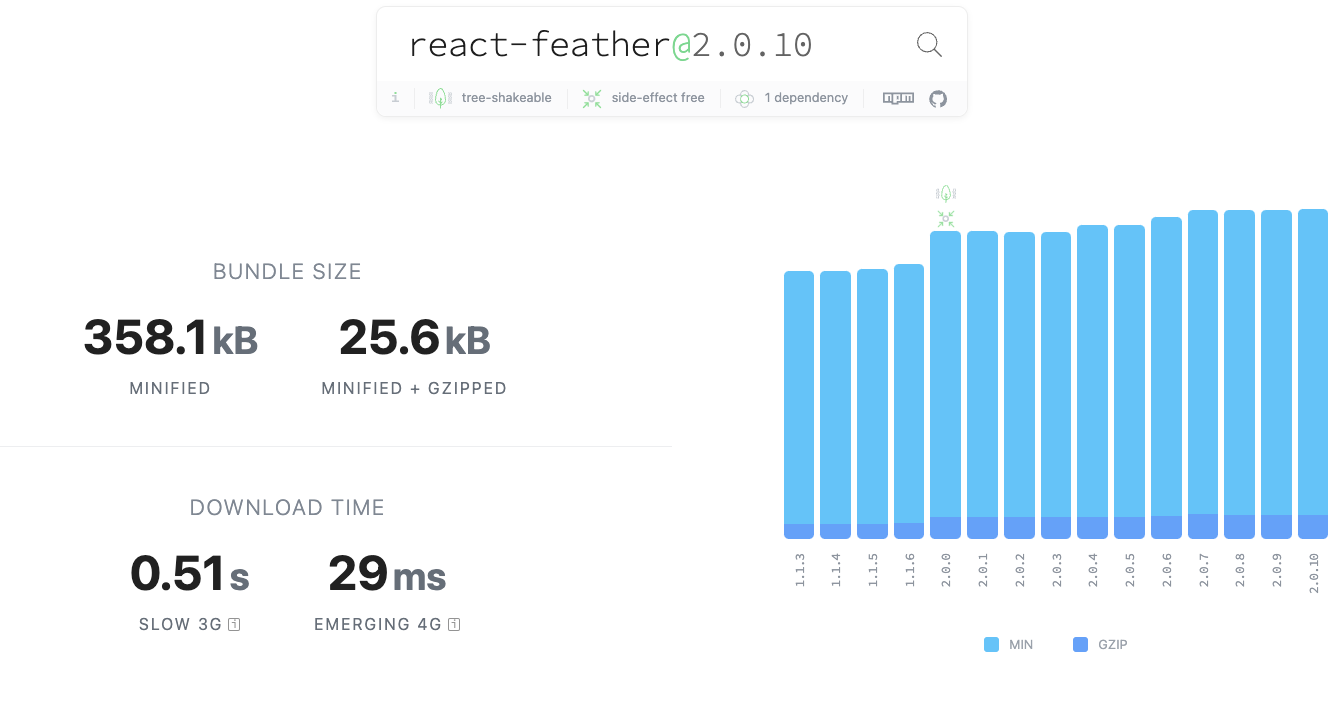 react-feather@2.0.10
i tree-shakeable side-effect free 1 dependency npm
BUNDLE SIZE
358.1 kB 25.6 kB
MINIFIED MINIFIED + GZIPPED
DOWNLOAD TIME
0.51 s 29 ms
SLOW 3G i EMERGING 4G i
1.1.3 1.1.4 1.1.5 1.1.6 2.0.0 2.0.1 2.0.2 2.0.3 2.0.4 2.0.5 2.0.6 2.0.7 2.0.8 2.0.9 2.0.10
MIN GZIP